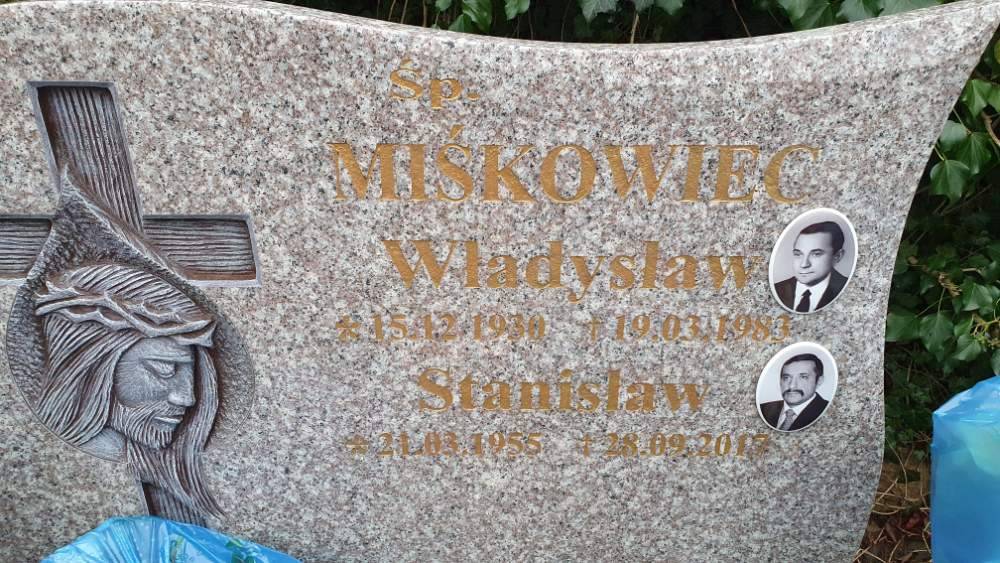 Śp.
MIŚKOWIEC
Władysław
* 15.12 1930 † 19.03.1983
Stanisław
* 21.03.1955 † 28.09.2017